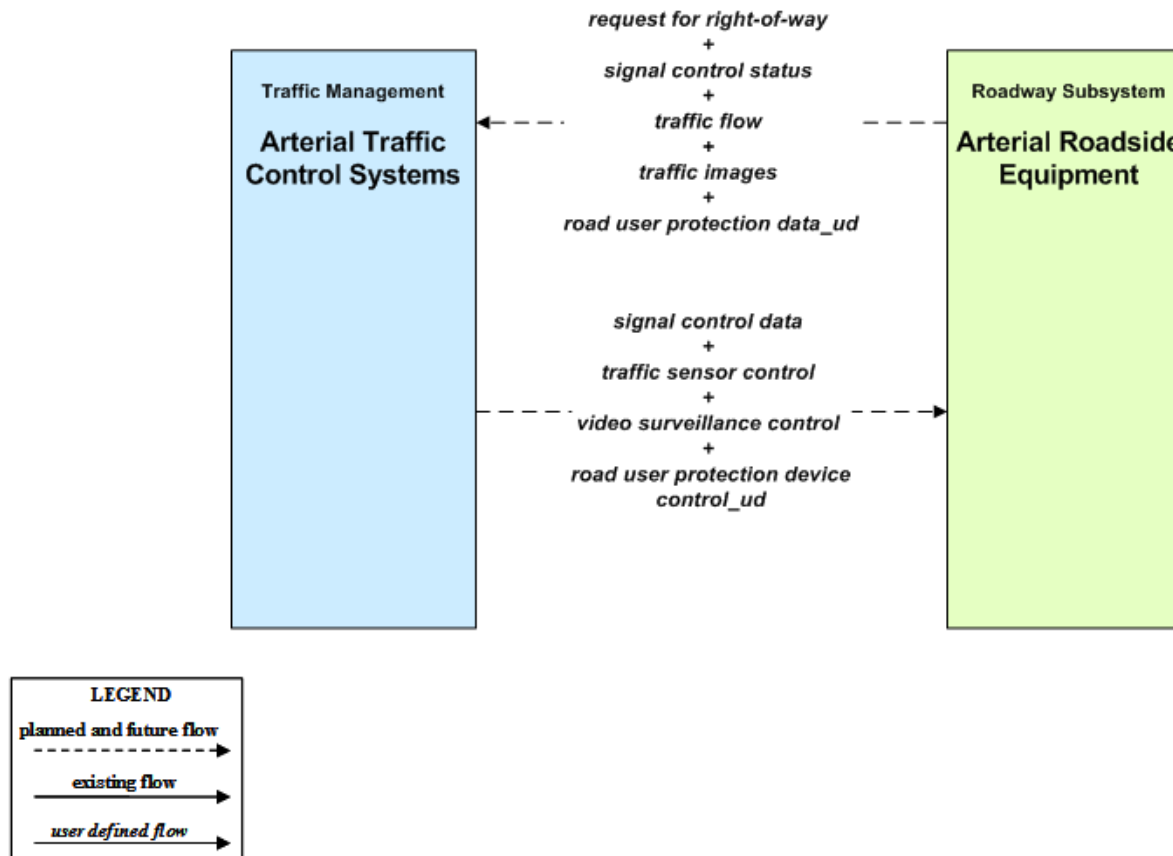 request for right-of-way
+
signal control status
+
traffic flow
+
traffic images
+
road user protection data_ud
Traffic Management
Arterial Traffic
Control Systems
Roadway Subsystem
Arterial Roadside
Equipment
signal control data
+
traffic sensor control
+
video surveillance control
+
road user protection device
control_ud
LEGEND
planned and future flow
existing flow
user defined flow